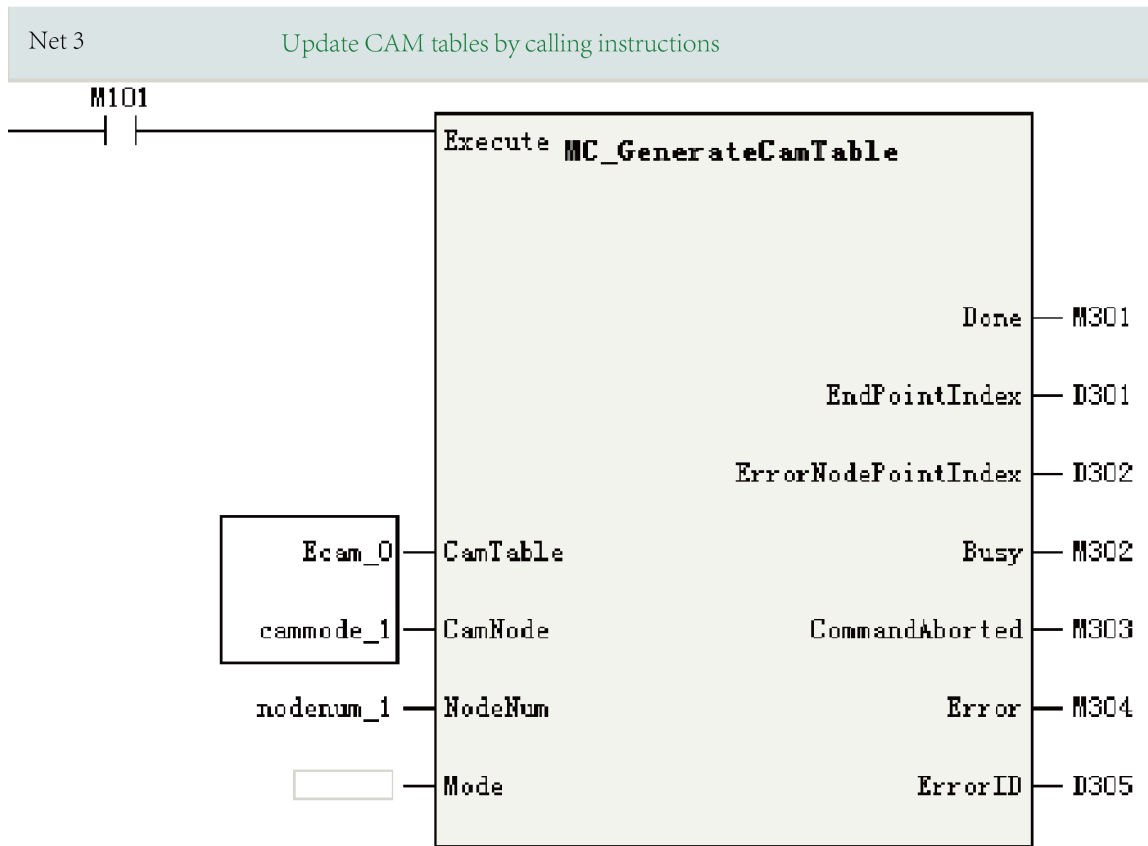 Net 3 Update CAM tables by calling instructions
M101
Execute MC_GenerateCamTable
Done M301
EndPointIndex D301
ErrorNodePointIndex D302
Ecam_0 CamTable Busy M302
cammode_1 CamNode CommandAborted M303
nodenum_1 NodeNum Error M304
Mode ErrorID D305